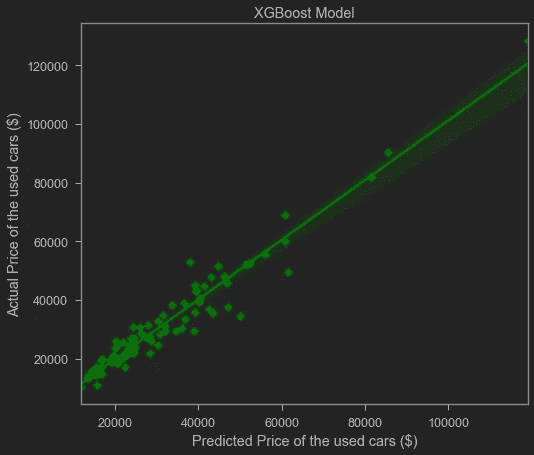 XGBoost Model
Actual Price of the used cars ($)
120000
100000
80000
60000
40000
20000
20000 40000 60000 80000 100000
Predicted Price of the used cars ($)